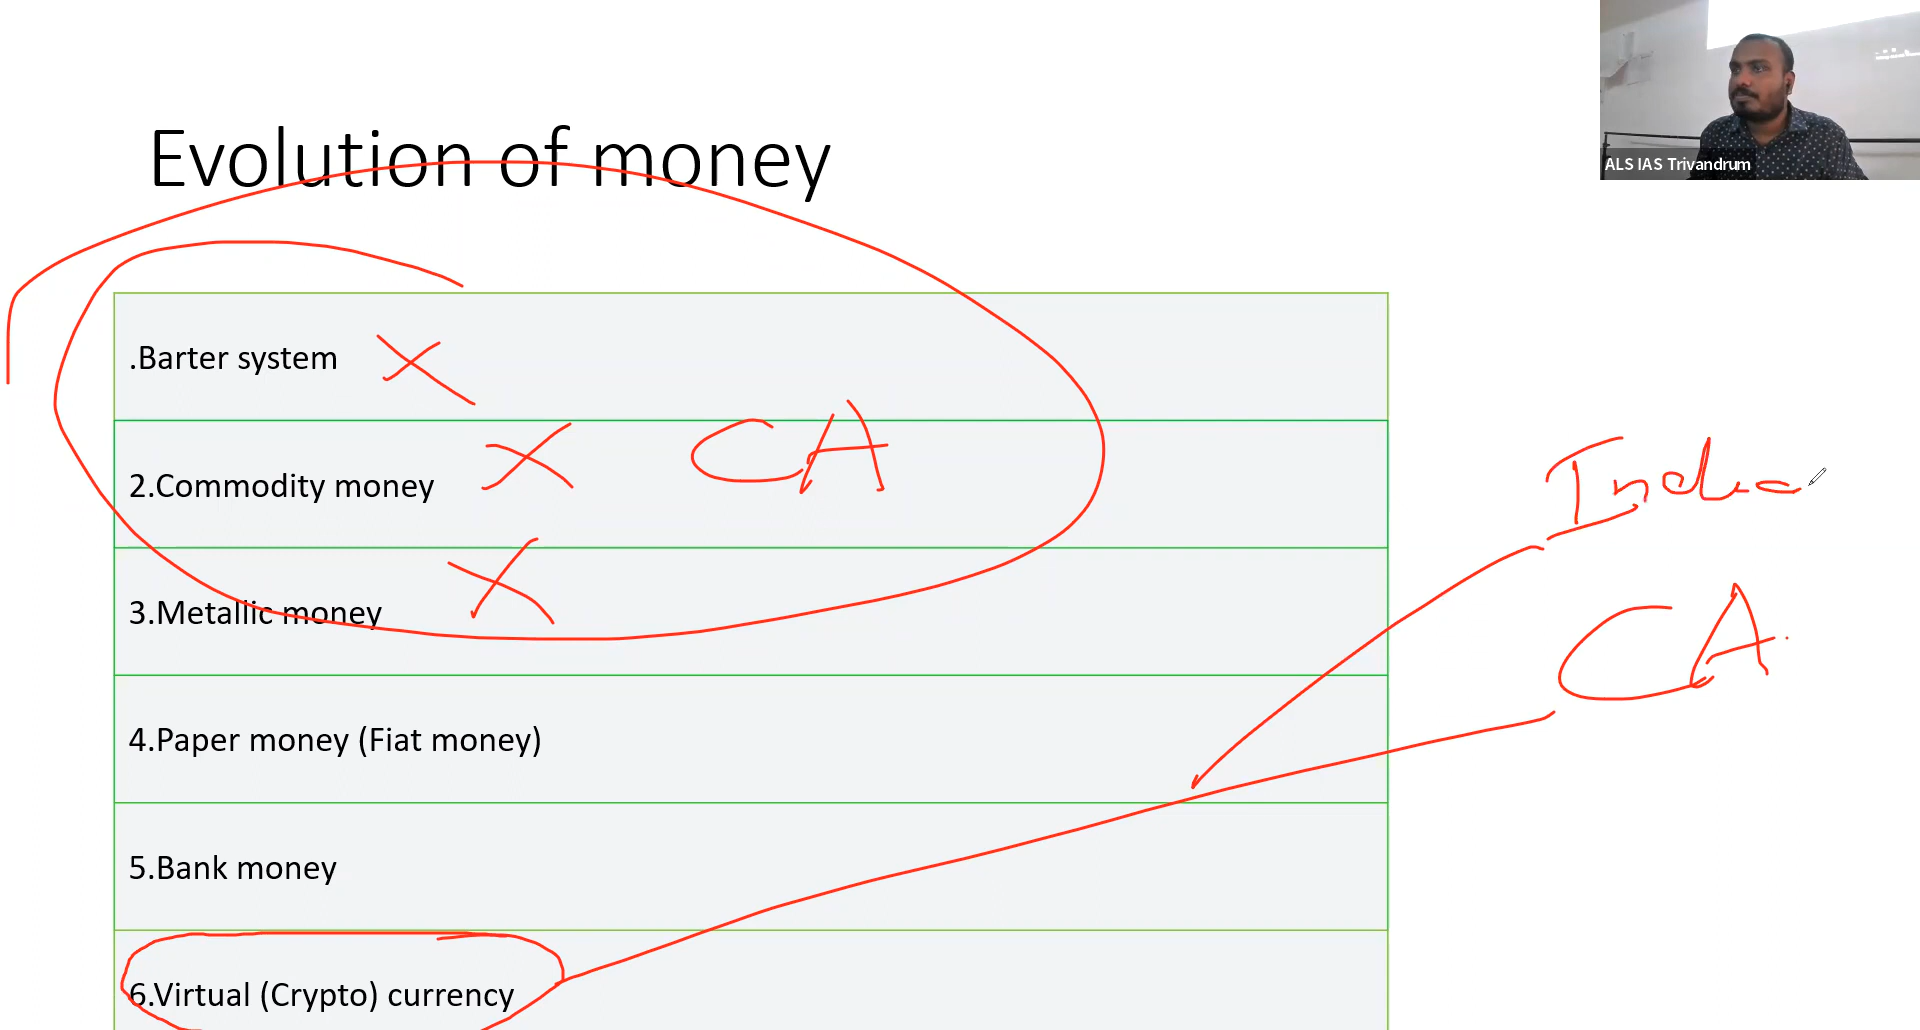 ALS IAS Trivandrum
Evolution of money
.Barter system
2.Commodity money
CA
3.Metallic money
India
CA
4.Paper money (Fiat money)
5.Bank money
6.Virtual (Crypto) currency